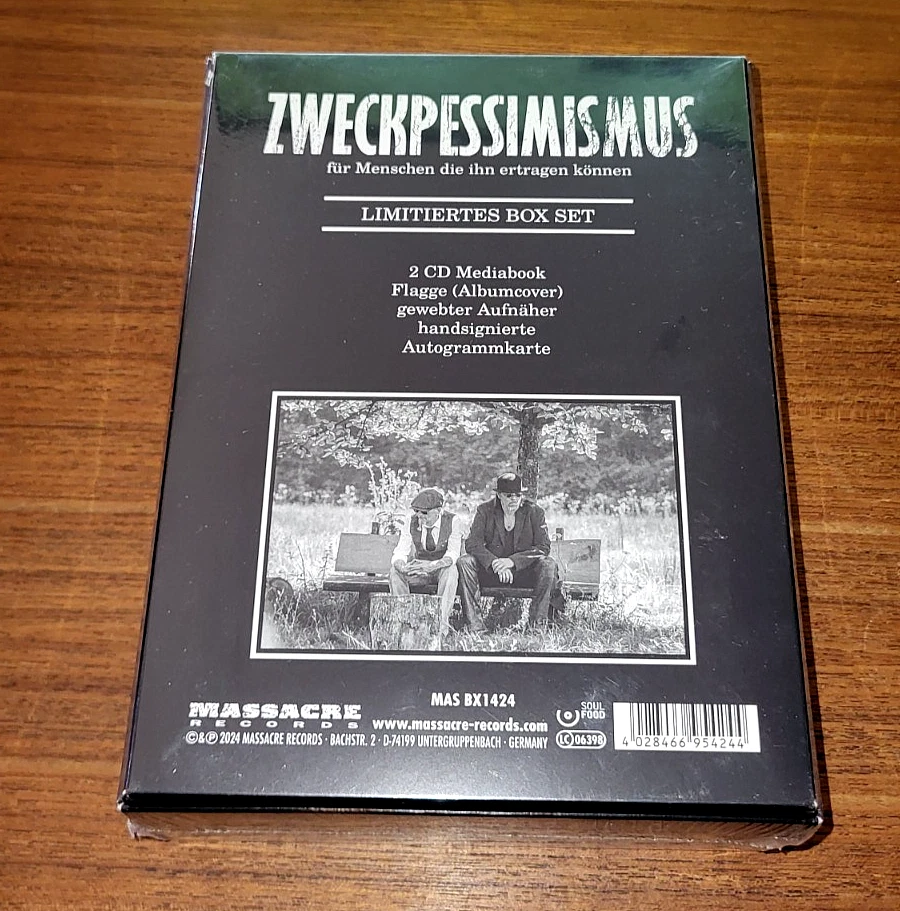 ZWECKPESSIMISMUS
für Menschen die ihn ertragen können
LIMITIERTES BOX SET
2 CD Mediabook
Flagge (Albumcover)
gewebter Aufnäher
handsignierte
Autogrammkarte
MAS BX1424
MASSACRE
RECORDS
www.massacre-records.com
©&℗ 2024 MASSACRE RECORDS · BACHSTR. 2 · D-74199 UNTERGRUPPENBACH · GERMANY
SOUL
FOOD
LC 06398
4 028466 954244